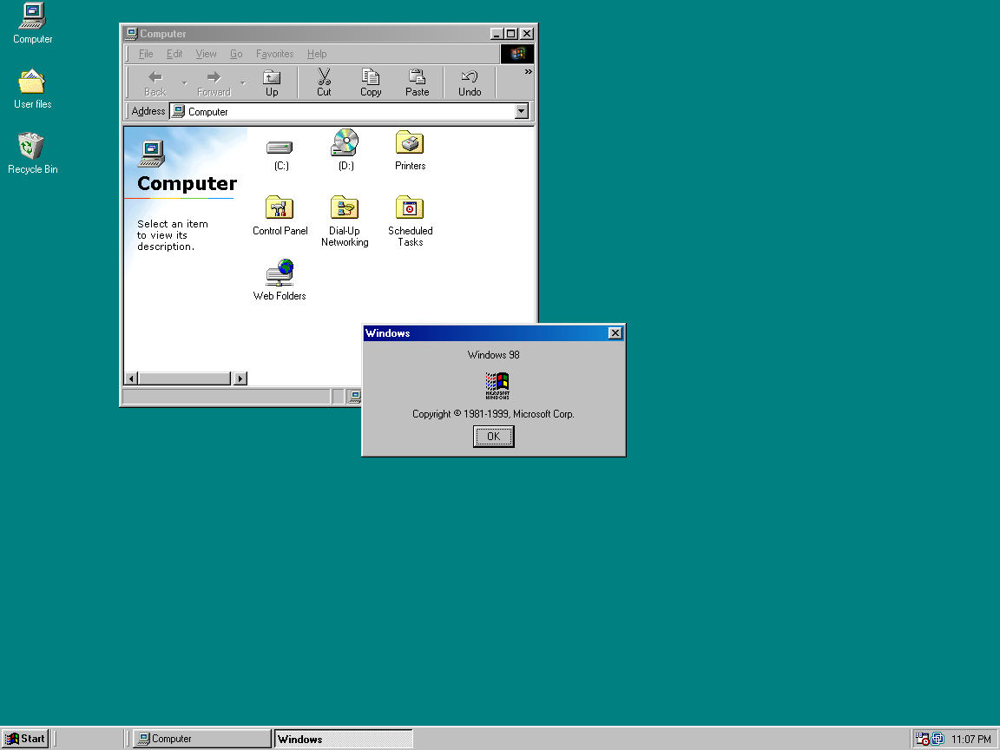 Computer
User files
Recycle Bin
Computer
File Edit View Go Favorites Help
Back Forward Up Cut Copy Paste Undo »
Address Computer
Computer
Select an item
to view its
description.
(C:) (D:) Printers
Control Panel Dial-Up Networking Scheduled Tasks
Web Folders
Windows
Windows 98
MICROSOFT
WINDOWS
Copyright © 1981-1999, Microsoft Corp.
OK
Start Computer Windows 11:07 PM